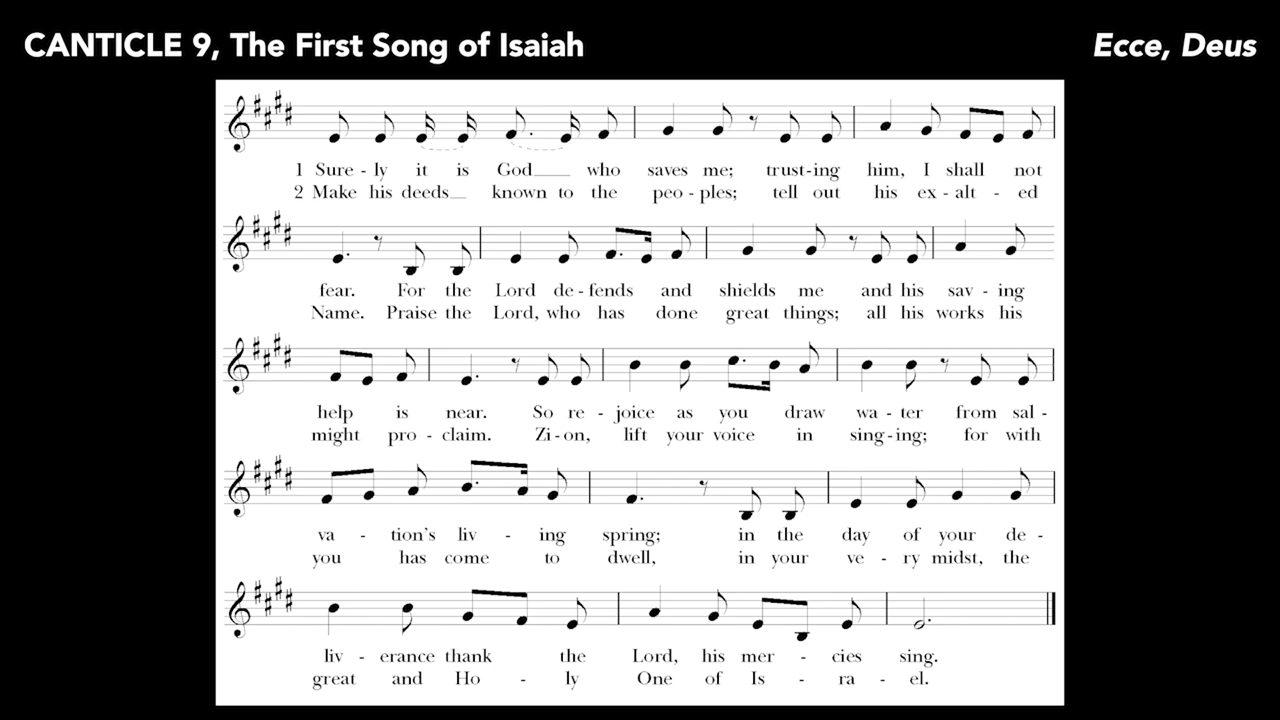 CANTICLE 9, The First Song of Isaiah
Ecce, Deus
1 Sure - ly it is God___ who saves me; trust-ing him, I shall not
2 Make his deeds__ known to the peo - ples; tell out his ex - alt - ed
fear. For the Lord de - fends and shields me and his sav - ing
Name. Praise the Lord, who has done great things; all his works his
help is near. So re - joice as you draw wa - ter from sal -
might pro - claim. Zi - on, lift your voice in sing - ing; for with
va - tion's liv - ing spring; in the day of your de -
you has come to dwell, in your ve - ry midst, the
liv - erance thank the Lord, his mer - cies sing.
great and Ho - ly One of Is - ra - el.